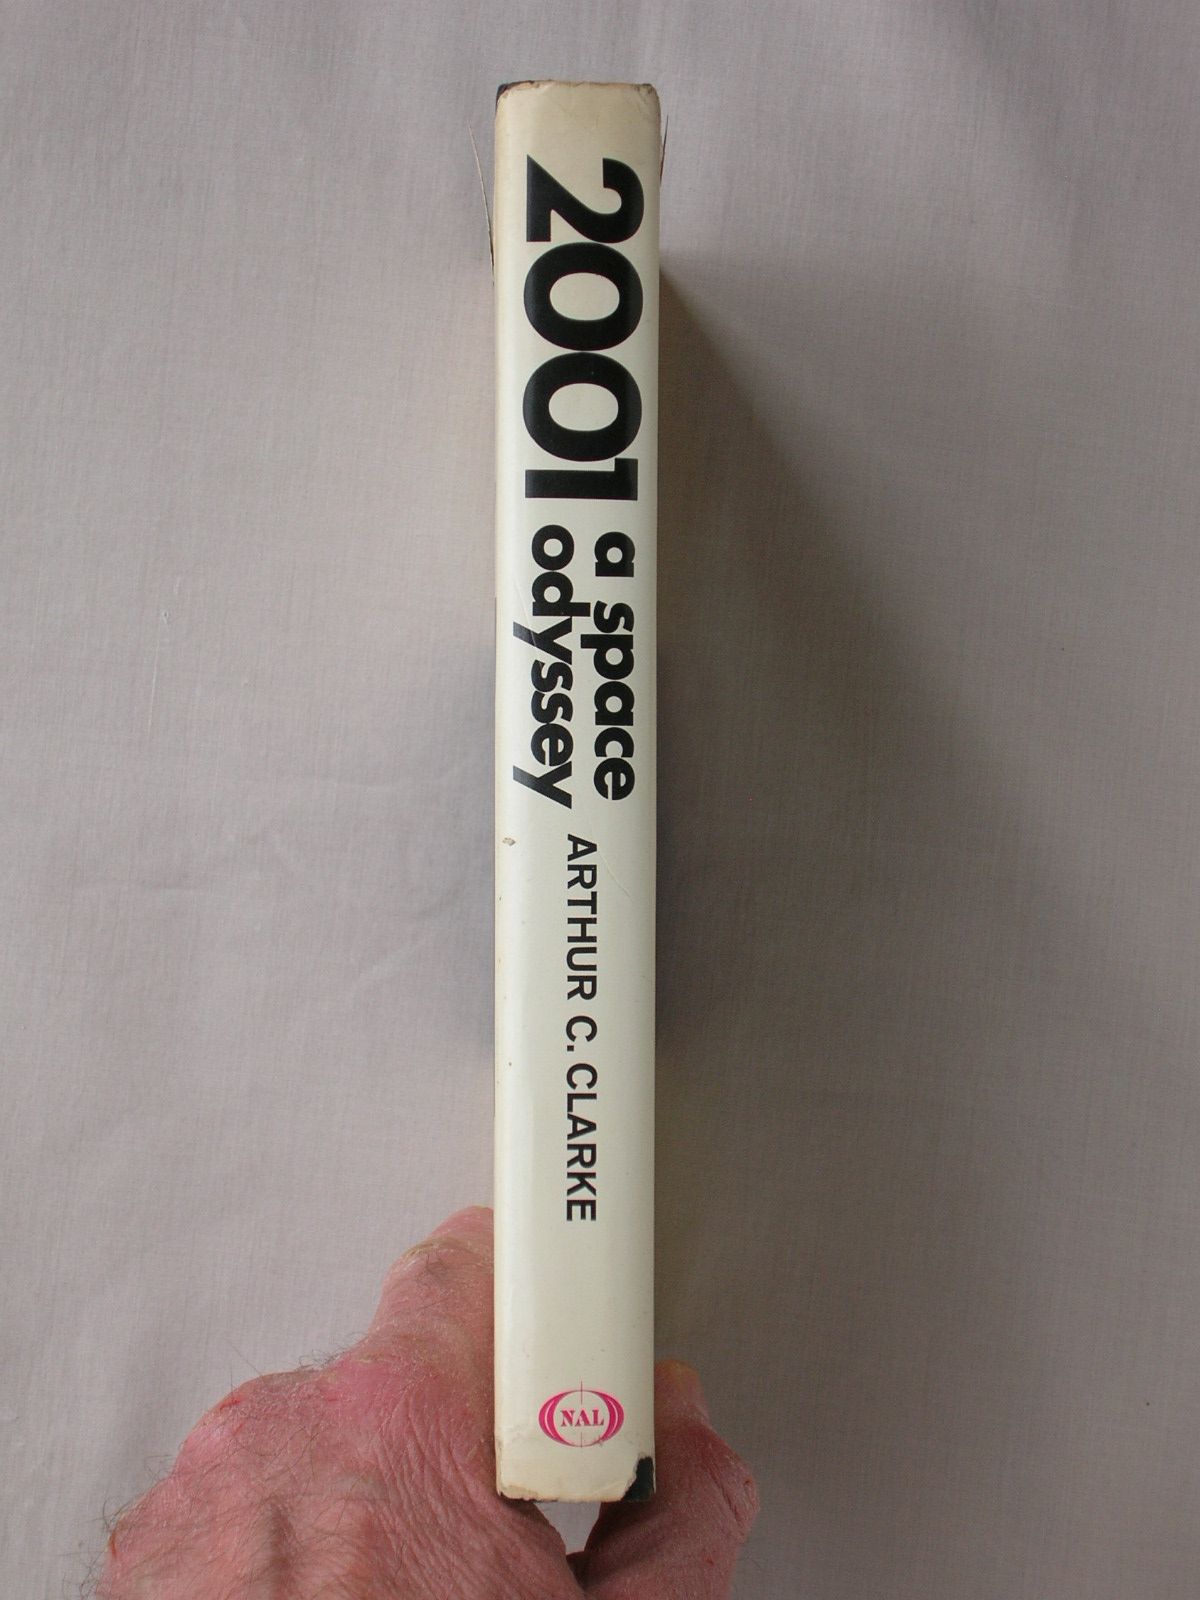 2001
a space
odyssey
ARTHUR C. CLARKE
NAL